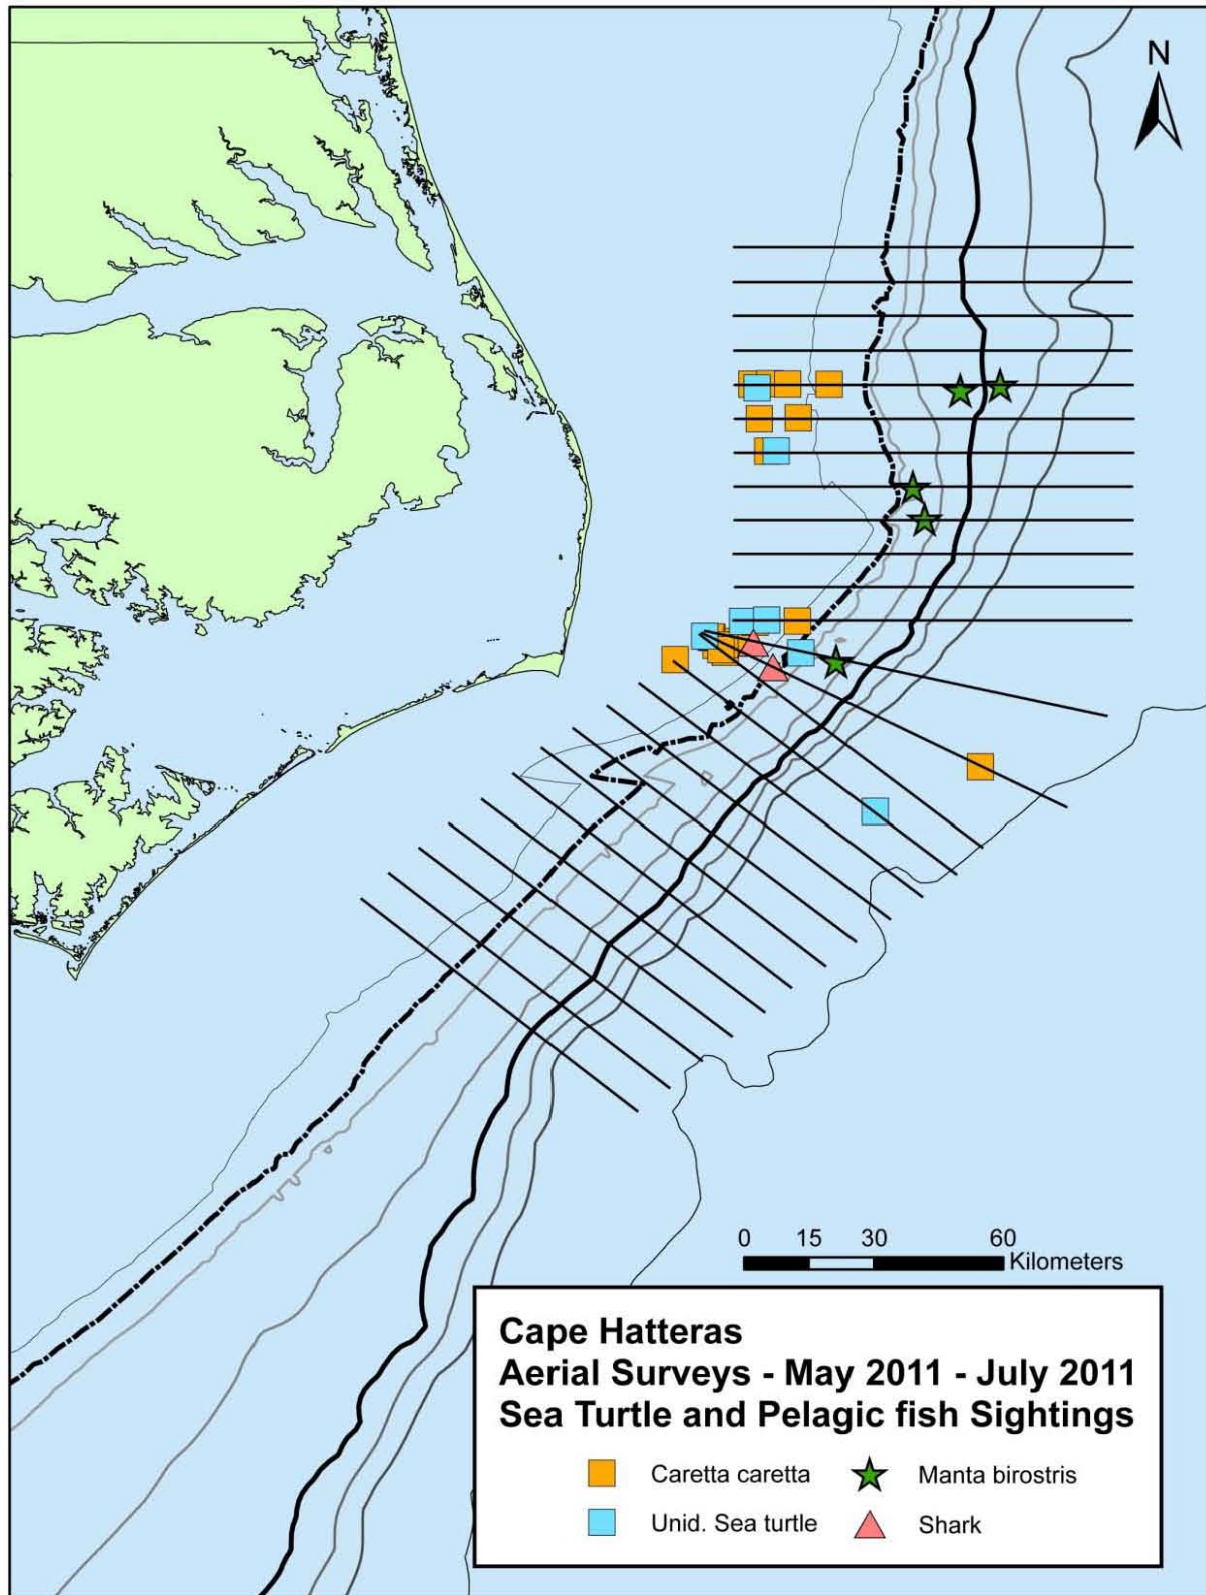 N
0 15 30 60
Kilometers
Cape Hatteras
Aerial Surveys - May 2011 - July 2011
Sea Turtle and Pelagic fish Sightings
Caretta caretta
Manta birostris
Unid. Sea turtle
Shark